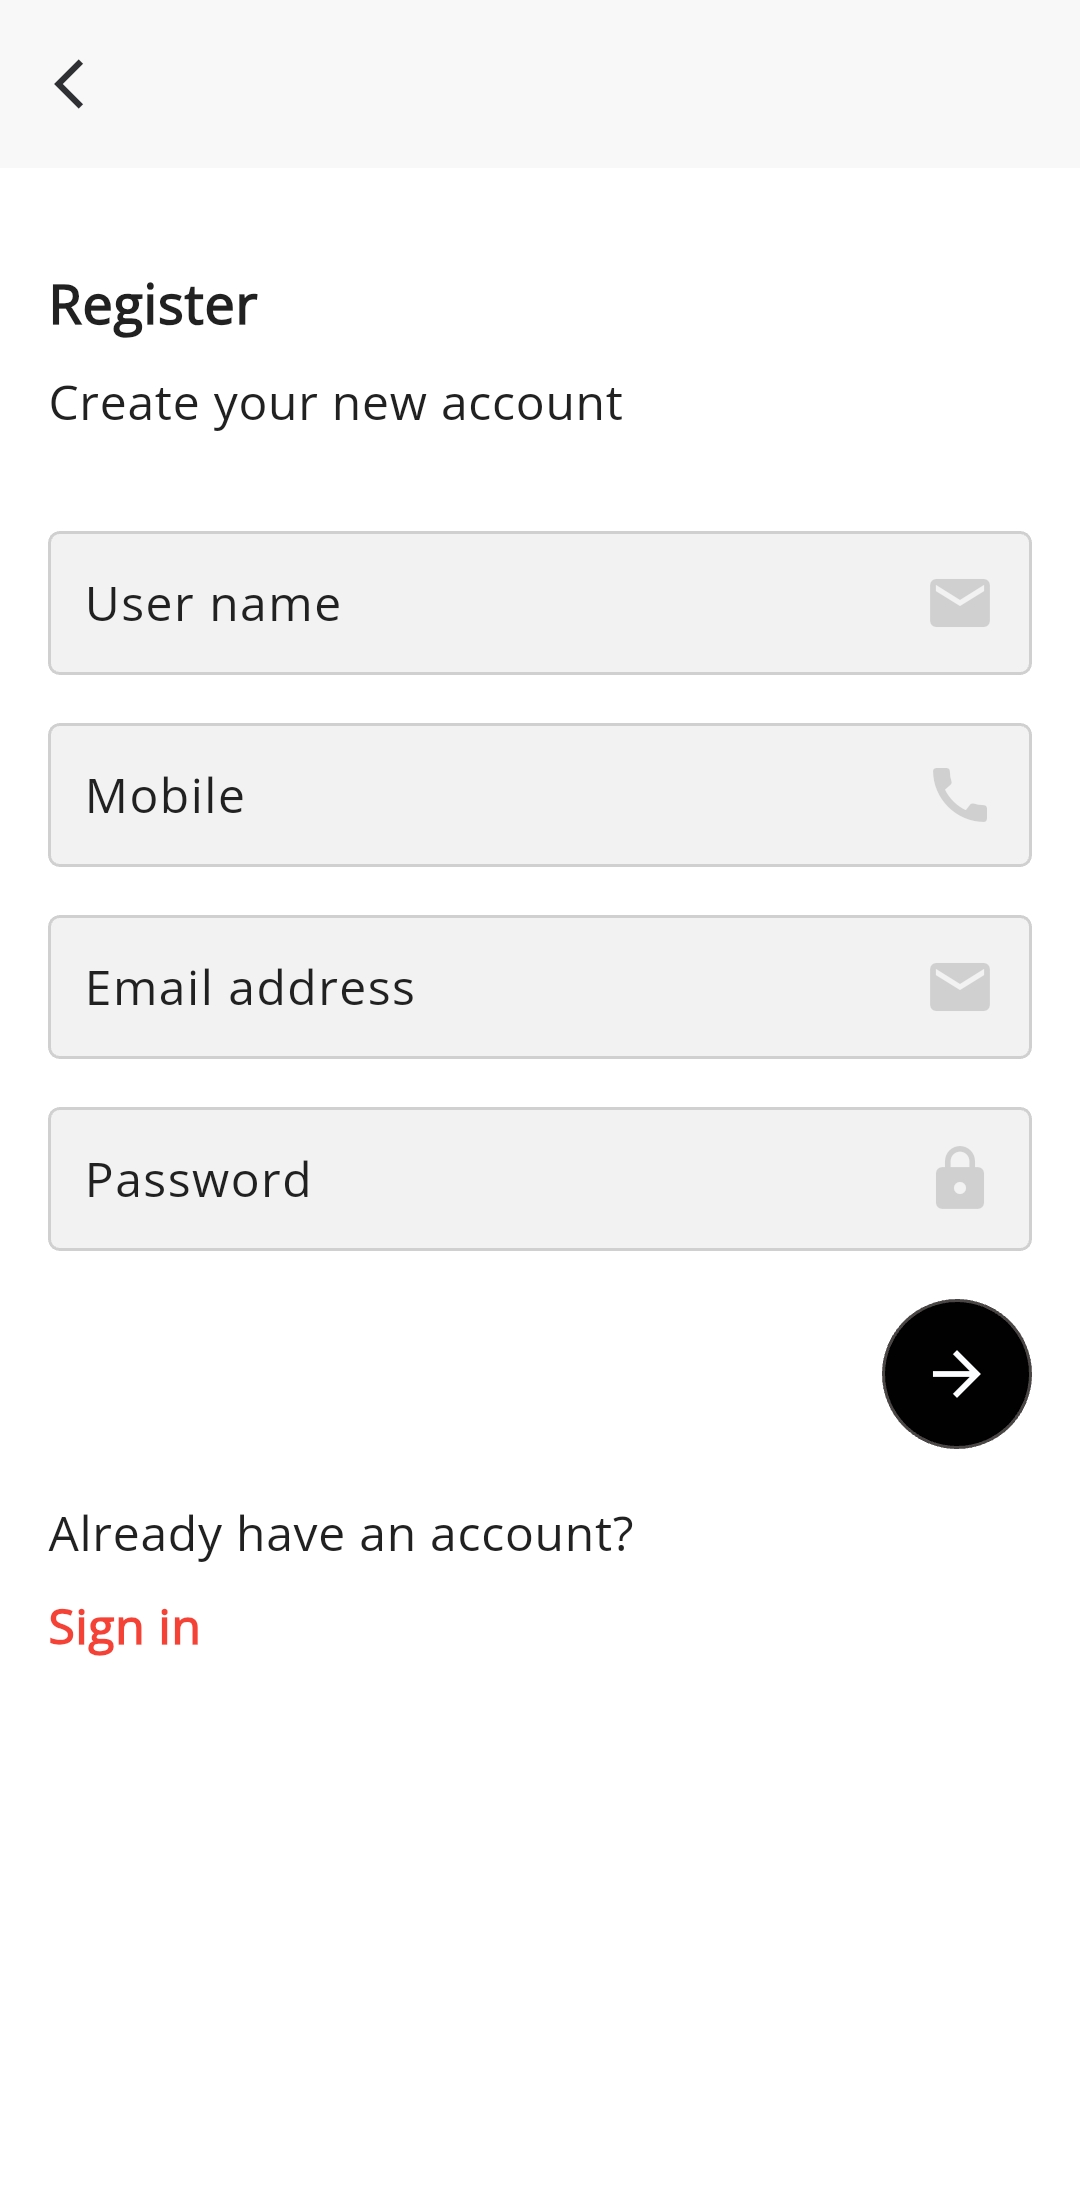 Register
Create your new account
User name
Mobile
Email address
Password
Already have an account?
Sign in